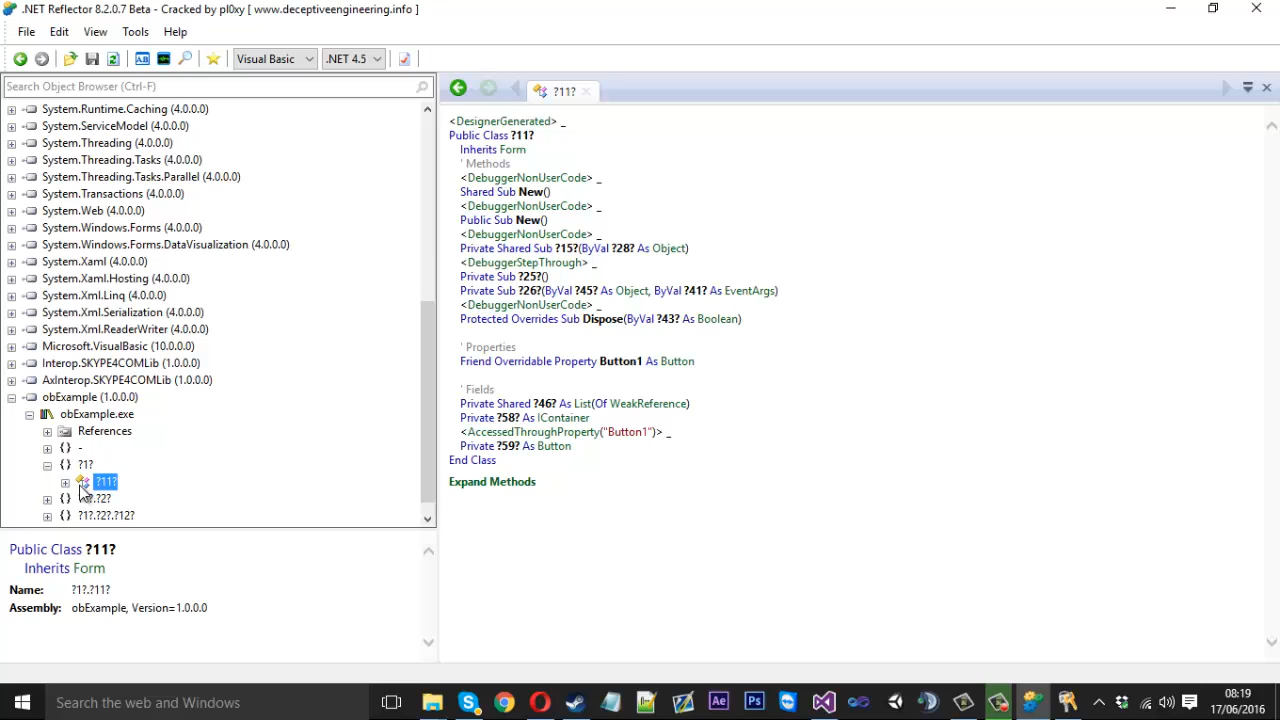 .NET Reflector 8.2.0.7 Beta - Cracked by pl0xy [ www.deceptiveengineering.info ]
File Edit View Tools Help
Visual Basic .NET 4.5
Search Object Browser (Ctrl-F)
System.Runtime.Caching (4.0.0.0)
System.ServiceModel (4.0.0.0)
System.Threading (4.0.0.0)
System.Threading.Tasks (4.0.0.0)
System.Threading.Tasks.Parallel (4.0.0.0)
System.Transactions (4.0.0.0)
System.Web (4.0.0.0)
System.Windows.Forms (4.0.0.0)
System.Windows.Forms.DataVisualization (4.0.0.0)
System.Xaml (4.0.0.0)
System.Xaml.Hosting (4.0.0.0)
System.Xml.Linq (4.0.0.0)
System.Xml.Serialization (4.0.0.0)
System.Xml.ReaderWriter (4.0.0.0)
Microsoft.VisualBasic (10.0.0.0)
Interop.SKYPE4COMLib (1.0.0.0)
AxInterop.SKYPE4COMLib (1.0.0.0)
obExample (1.0.0.0)
obExample.exe
References
{} -
{} ?1?
?11?
{} .?2?
{} ?1?.?2?.?12?
Public Class ?11?
Inherits Form
Name: ?1?.?11?
Assembly: obExample, Version=1.0.0.0
?11?
<DesignerGenerated> _
Public Class ?11?
Inherits Form
' Methods
<DebuggerNonUserCode> _
Shared Sub New()
<DebuggerNonUserCode> _
Public Sub New()
<DebuggerNonUserCode> _
Private Shared Sub ?15?(ByVal ?28? As Object)
<DebuggerStepThrough> _
Private Sub ?25?()
Private Sub ?26?(ByVal ?45? As Object, ByVal ?41? As EventArgs)
<DebuggerNonUserCode> _
Protected Overrides Sub Dispose(ByVal ?43? As Boolean)
' Properties
Friend Overridable Property Button1 As Button
' Fields
Private Shared ?46? As List(Of WeakReference)
Private ?58? As IContainer
<AccessedThroughProperty("Button1")> _
Private ?59? As Button
End Class
Expand Methods
Search the web and Windows
Ae
Ps
08:19
17/06/2016